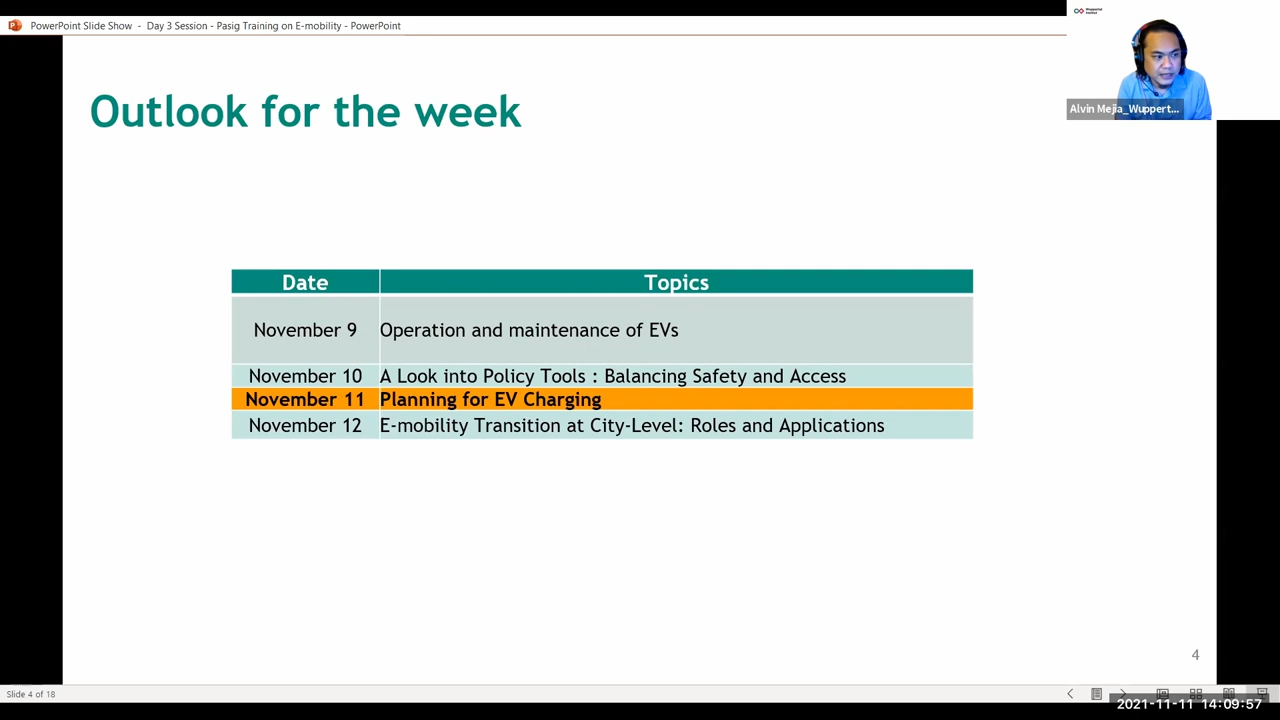 PowerPoint Slide Show - Day 3 Session - Pasig Training on E-mobility - PowerPoint
Wuppertal
Institut
Alvin Mejia_Wuppert...
Outlook for the week
Date Topics
November 9 Operation and maintenance of EVs
November 10 A Look into Policy Tools : Balancing Safety and Access
November 11 Planning for EV Charging
November 12 E-mobility Transition at City-Level: Roles and Applications
4
Slide 4 of 18
2021-11-11 14:09:57